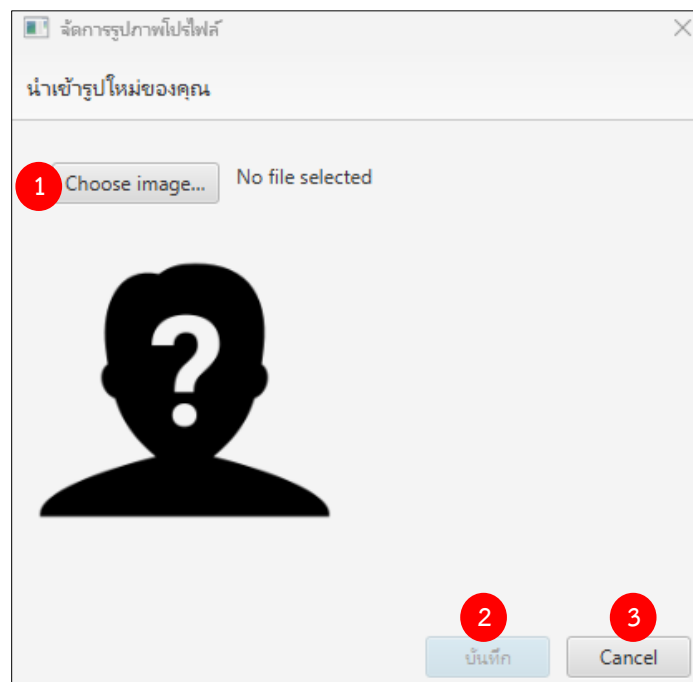 จัดการรูปภาพโปรไฟล์
นำเข้ารูปใหม่ของคุณ
1 Choose image... No file selected
?
2 3
บันทึก Cancel